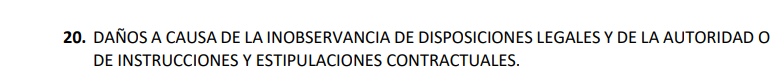 20. DAÑOS A CAUSA DE LA INOBSERVANCIA DE DISPOSICIONES LEGALES Y DE LA AUTORIDAD O
DE INSTRUCCIONES Y ESTIPULACIONES CONTRACTUALES.